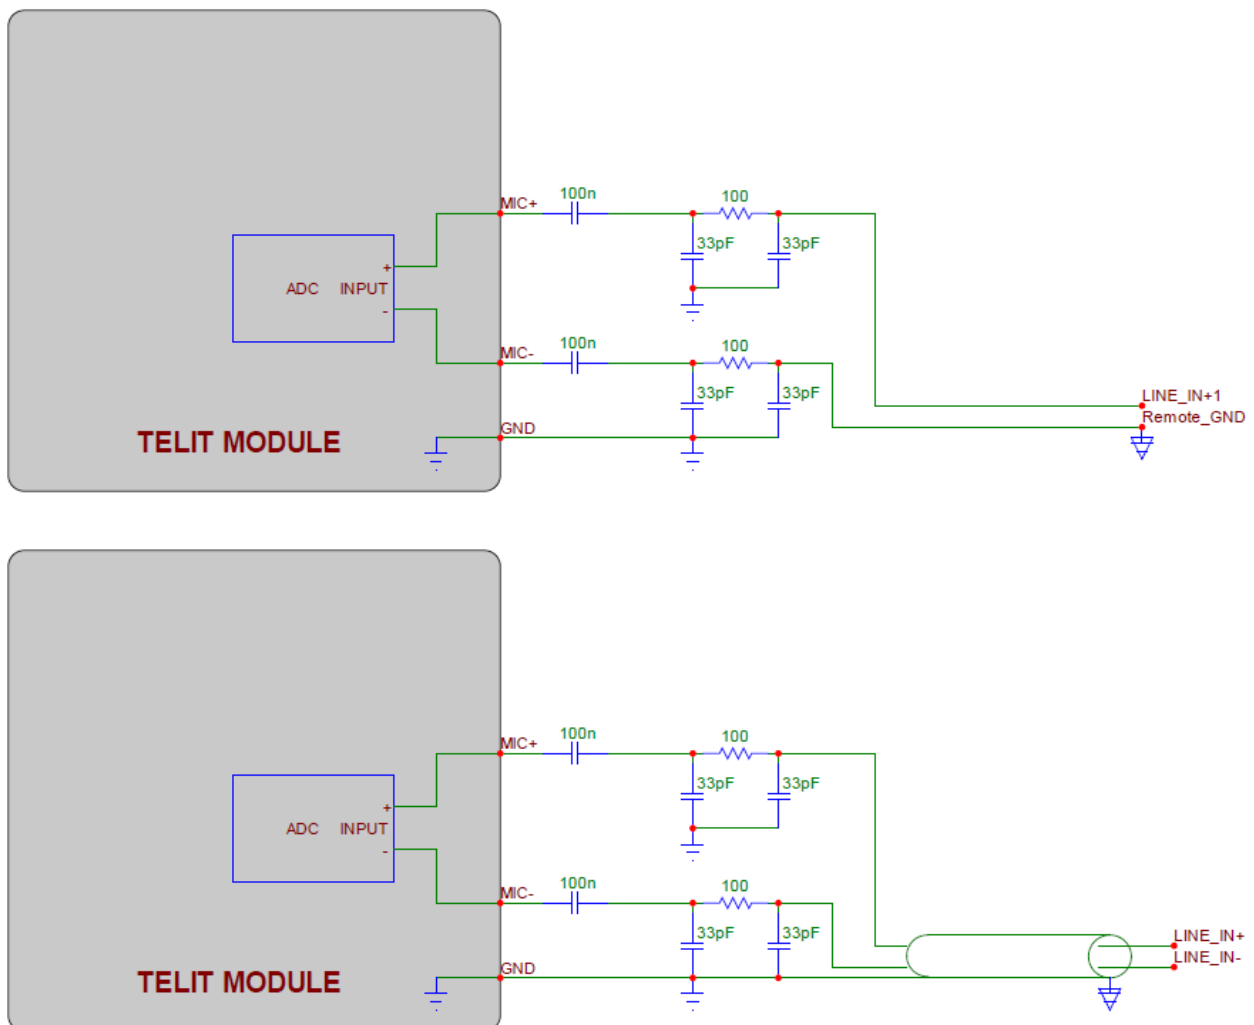 100n
100
MIC+
33pF
33pF
+
ADC INPUT
-
100n
100
MIC-
33pF
33pF
LINE_IN+1
Remote_GND
GND
TELIT MODULE
100n
100
MIC+
33pF
33pF
+
ADC INPUT
-
100n
100
MIC-
33pF
33pF
LINE_IN+
LINE_IN-
GND
TELIT MODULE